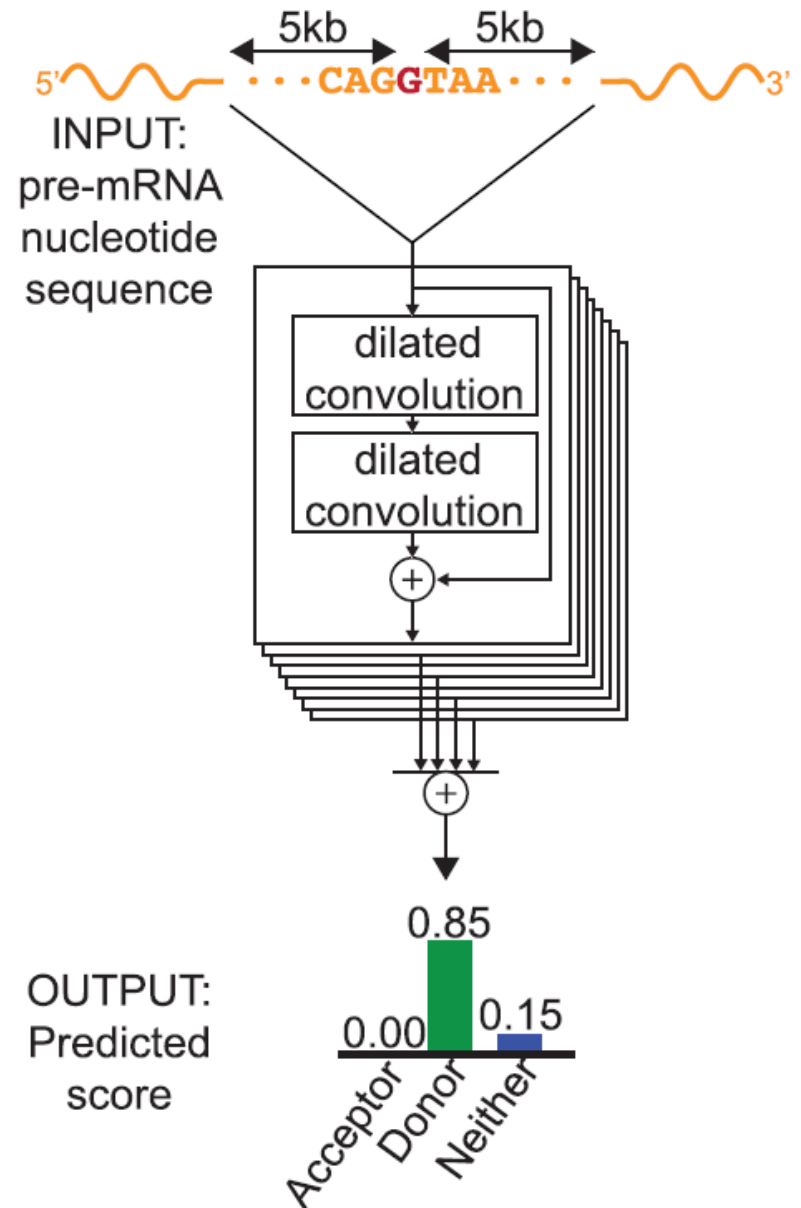 5kb 5kb
5’ ···CAGGTAA··· 3’
INPUT:
pre-mRNA
nucleotide
sequence
dilated
convolution
dilated
convolution
+
+
OUTPUT:
Predicted
score
0.00 0.85 0.15
Acceptor Donor Neither